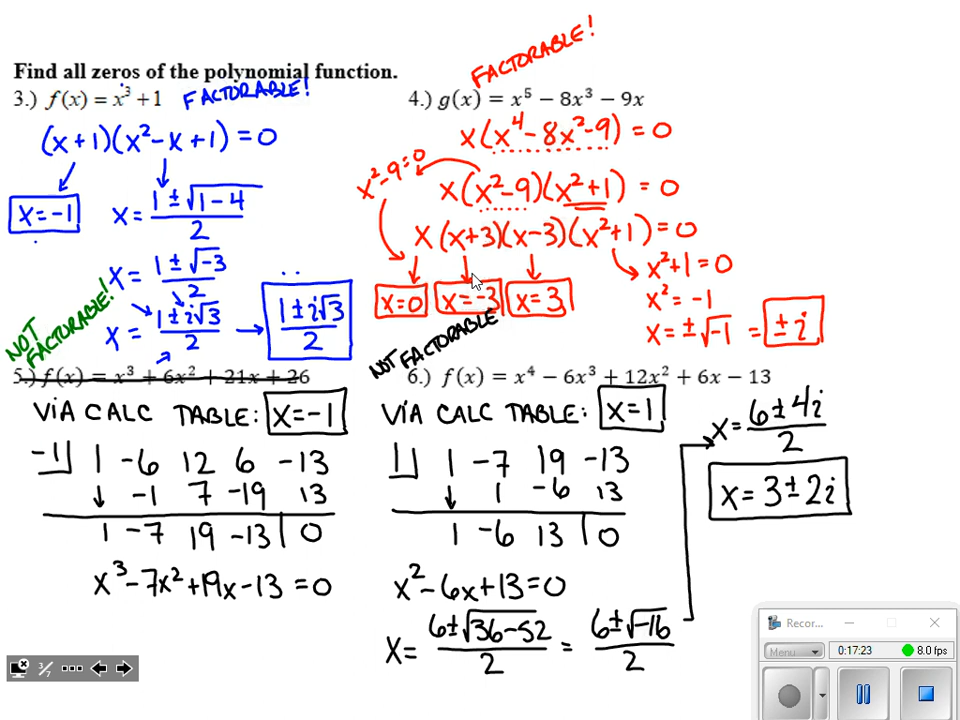 FACTORABLE!
Find all zeros of the polynomial function.
3.) f(x) = x³ + 1 FACTORABLE!
(x+1)(x²-x+1) = 0
x=-1
x = (1 ± √(1-4))/2
x = (1 ± √-3)/2
x = (1 ± i√3)/2 → (1 ± i√3)/2
NOT FACTORABLE!
4.) g(x) = x⁵ − 8x³ − 9x
x(x⁴-8x²-9) = 0
x²-9=0
x(x²-9)(x²+1) = 0
x(x+3)(x-3)(x²+1) = 0
x=0 x=-3 x=3
x²+1=0
x² = -1
x = ±√-1 = ±i
NOT FACTORABLE
5.) f(x) = x³ + 6x² + 21x + 26
VIA CALC TABLE: x=-1
-1 1 -6 12 6 -13
↓ -1 7 -19 13
1 -7 19 -13 0
x³-7x²+19x-13 = 0
6.) f(x) = x⁴ − 6x³ + 12x² + 6x − 13
VIA CALC TABLE: x=1
1 1 -7 19 -13
↓ 1 -6 13
1 -6 13 0
x²-6x+13=0
x = (6±√(36-52))/2 = (6±√-16)/2
x = (6±4i)/2
x = 3±2i
Recor...
Menu
0:17:23
8.0 fps